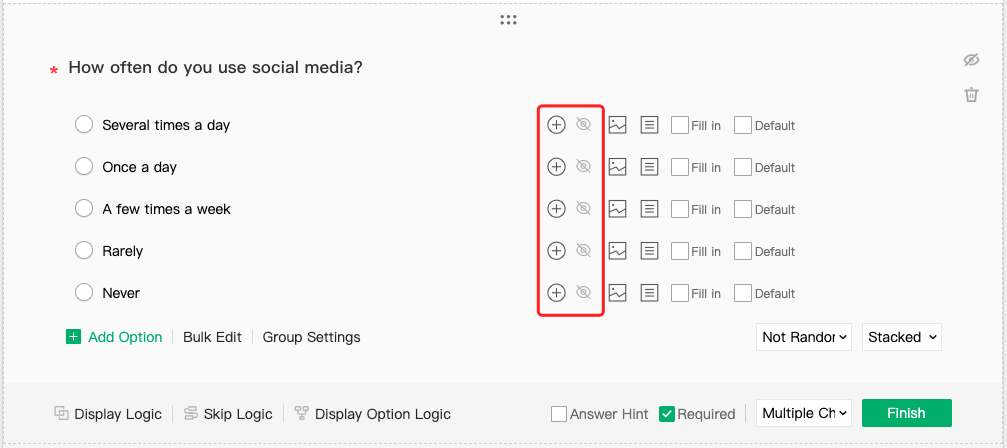 * How often do you use social media?
Several times a day Fill in Default
Once a day Fill in Default
A few times a week Fill in Default
Rarely Fill in Default
Never Fill in Default
Add Option Bulk Edit Group Settings Not Randor Stacked
Display Logic Skip Logic Display Option Logic Answer Hint Required Multiple Ch Finish